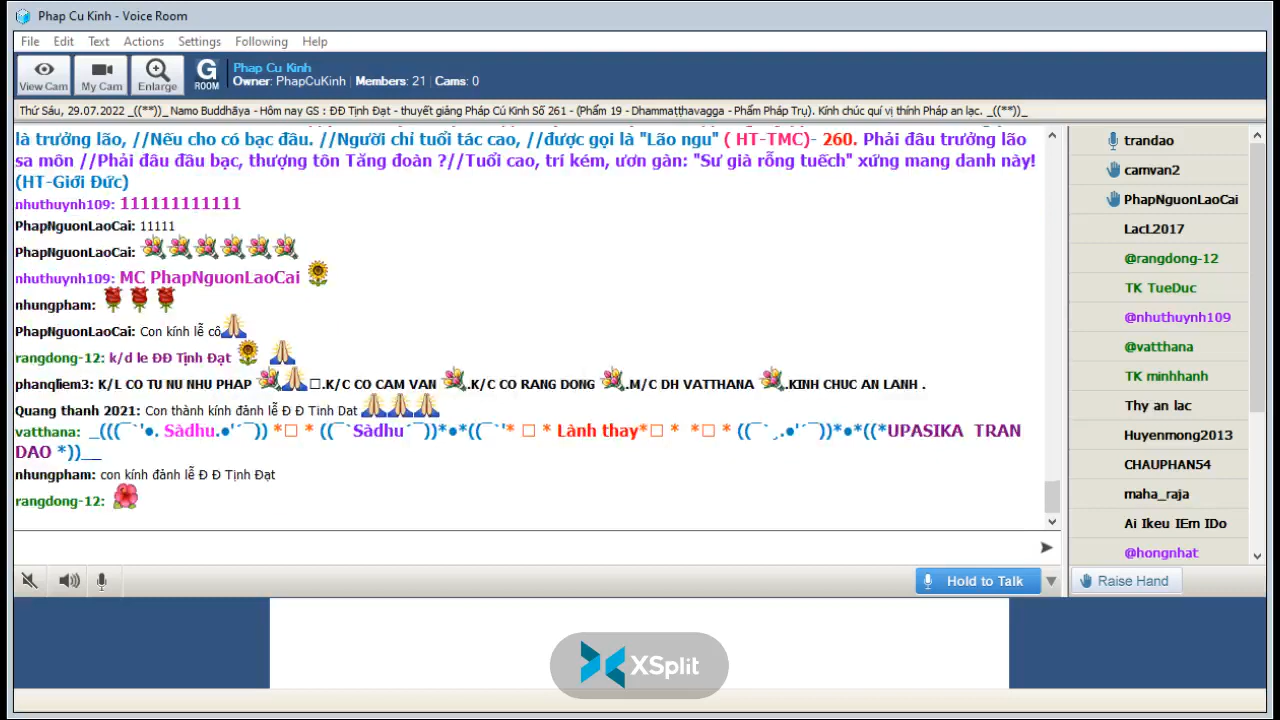 Phap Cu Kinh - Voice Room
File Edit Text Actions Settings Following Help
View Cam
My Cam
Enlarge
G
ROOM
Phap Cu Kinh
Owner: PhapCuKinh | Members: 21 | Cams: 0
Thứ Sáu, 29.07.2022 _((**))_ Namo Buddhāya - Hôm nay GS : ĐĐ Tịnh Đạt - thuyết giảng Pháp Cú Kinh Số 261 - (Phẩm 19 - Dhammaṭṭhavagga - Phẩm Pháp Trụ). Kính chúc quí vị thính Pháp an lạc. _((**))_
là trưởng lão, //Nếu cho có bạc đầu. //Người chỉ tuổi tác cao, //được gọi là "Lão ngu" ( HT-TMC)- 260. Phải đâu trưởng lão
sa môn //Phải đâu đầu bạc, thượng tôn Tăng đoàn ?//Tuổi cao, trí kém, ươn gàn: "Sư già rỗng tuếch" xứng mang danh này!
(HT-Giới Đức)
nhuthuynh109: 111111111111
PhapNguonLaoCai: 11111
PhapNguonLaoCai:
nhuthuynh109: MC PhapNguonLaoCai
nhungpham:
PhapNguonLaoCai: Con kính lễ cô
rangdong-12: k/d le ĐĐ Tịnh Đạt
phanqliem3: K/L CO TU NU NHU PHAP .K/C CO CAM VAN .K/C CO RANG DONG .M/C DH VATTHANA .KINH CHUC AN LANH .
Quang thanh 2021: Con thành kính đảnh lễ Đ Đ Tinh Dat
vatthana: _(((¯`'●. Sàdhu.●'´¯)) *□ * ((¯`Sàdhu´¯))*●*((¯`'* □ * Lành thay*□ * *□ * ((¯`¸.●'´¯))*●*((*UPASIKA TRAN
DAO *))__
nhungpham: con kính đảnh lễ Đ Đ Tịnh Đạt
rangdong-12:
trandao
camvan2
PhapNguonLaoCai
LacL2017
@rangdong-12
TK TueDuc
@nhuthuynh109
@vatthana
TK minhhanh
Thy an lac
Huyenmong2013
CHAUPHAN54
maha_raja
Ai Ikeu IEm IDo
@hongnhat
Hold to Talk
Raise Hand
XSplit